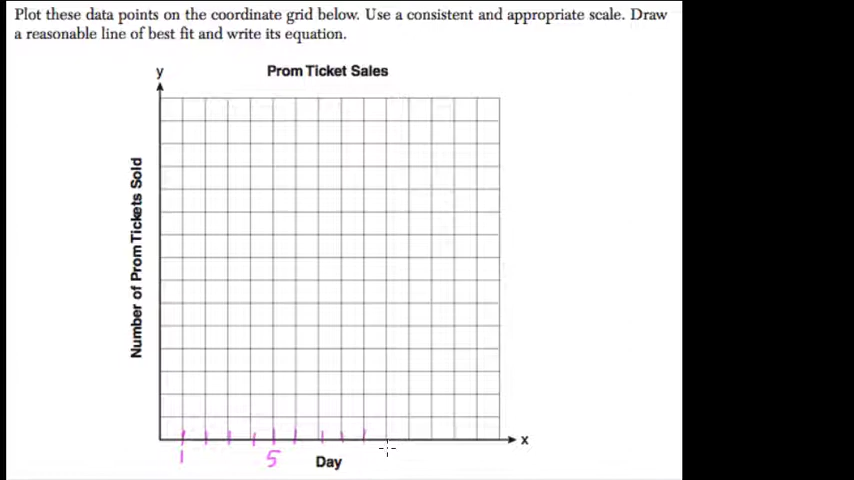 Plot these data points on the coordinate grid below. Use a consistent and appropriate scale. Draw
a reasonable line of best fit and write its equation.
y
Prom Ticket Sales
Number of Prom Tickets Sold
x
1
5
Day